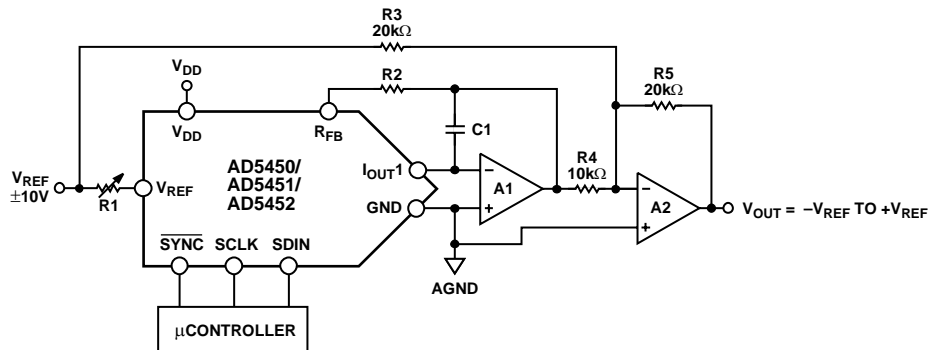 R3
20kΩ
R5
20kΩ
VDD
R2
VDD
RFB
C1
R4
10kΩ
AD5450/
AD5451/
AD5452
IOUT1
A1
VREF
±10V
R1
VREF
GND
A2
VOUT = –VREF TO +VREF
SYNC SCLK SDIN
AGND
μCONTROLLER